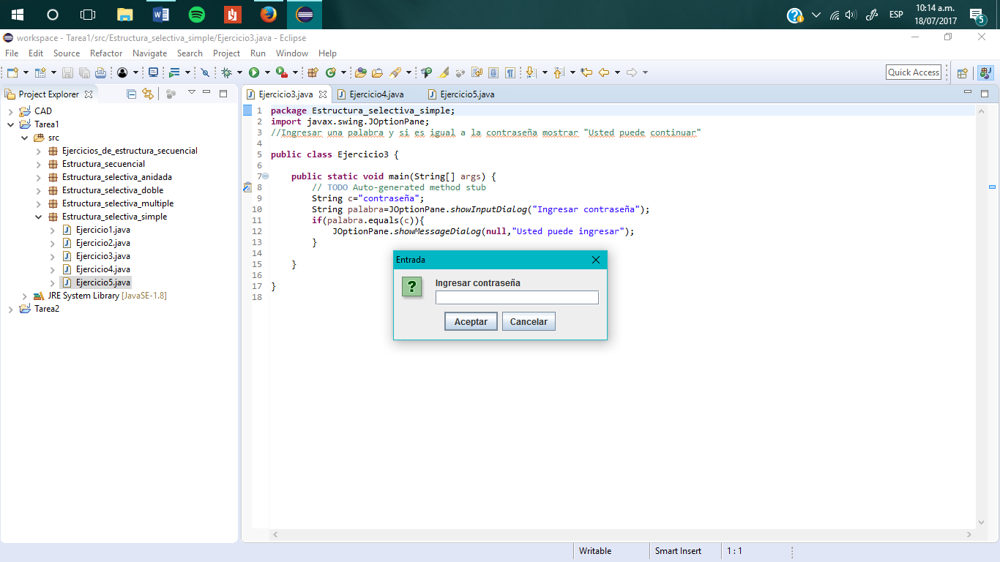 ESP
10:14 a.m.
18/07/2017
5
workspace - Tarea1/src/Estructura_selectiva_simple/Ejercicio3.java - Eclipse
File Edit Source Refactor Navigate Search Project Run Window Help
Quick Access
Project Explorer
CAD
Tarea1
src
Ejercicios_de_estructura_secuencial
Estructura_secuencial
Estructura_selectiva_anidada
Estructura_selectiva_doble
Estructura_selectiva_multiple
Estructura_selectiva_simple
Ejercicio1.java
Ejercicio2.java
Ejercicio3.java
Ejercicio4.java
Ejercicio5.java
JRE System Library [JavaSE-1.8]
Tarea2
Ejercicio3.java Ejercicio4.java Ejercicio5.java
1 package Estructura_selectiva_simple;
2 import javax.swing.JOptionPane;
3 //Ingresar una palabra y si es igual a la contraseña mostrar "Usted puede continuar"
4
5 public class Ejercicio3 {
6
7 public static void main(String[] args) {
8 // TODO Auto-generated method stub
9 String c="contraseña";
10 String palabra=JOptionPane.showInputDialog("Ingresar contraseña");
11 if(palabra.equals(c)){
12 JOptionPane.showMessageDialog(null,"Usted puede ingresar");
13 }
14
15 }
16
17 }
18
Entrada
?
Ingresar contraseña
Aceptar Cancelar
Writable Smart Insert 1 : 1